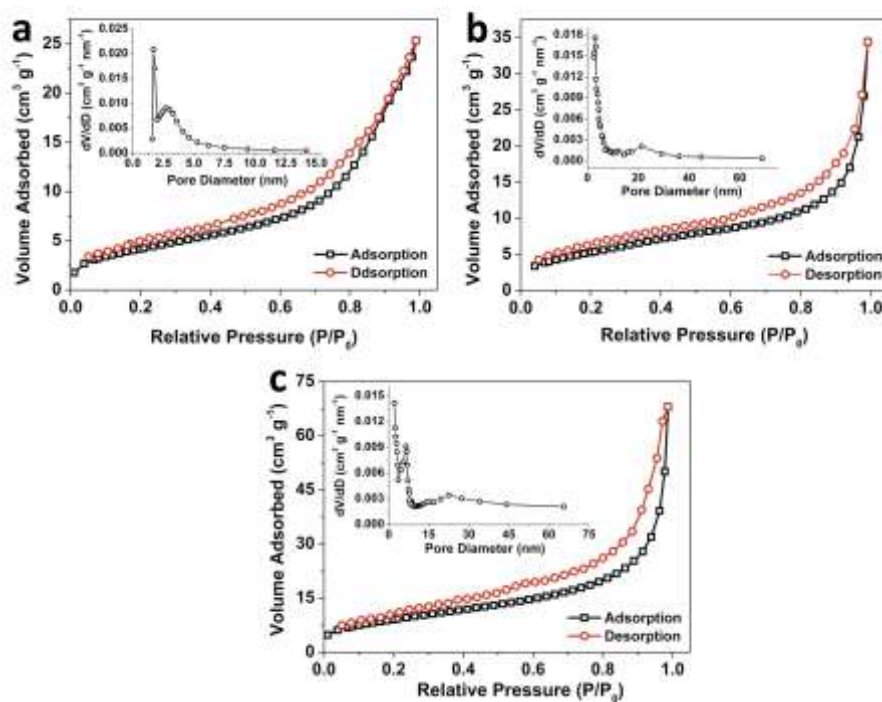 a
Volume Adsorbed (cm³ g⁻¹)
25
20
15
10
5
0
0.0 0.2 0.4 0.6 0.8 1.0
Relative Pressure (P/P₀)
Adsorption
Ddsorption
dV/dD (cm³ g⁻¹ nm⁻¹)
0.025
0.020
0.015
0.010
0.005
0.000
0.0 2.5 5.0 7.5 10.0 12.5 15.0
Pore Diameter (nm)
b
Volume Adsorbed (cm³ g⁻¹)
35
30
25
20
15
10
5
0
0.0 0.2 0.4 0.6 0.8 1.0
Relative Pressure (P/P₀)
Adsorption
Desorption
dV/dD (cm³ g⁻¹ nm⁻¹)
0.018
0.015
0.012
0.009
0.006
0.003
0.000
0 10 20 30 40 50 60 70
Pore Diameter (nm)
c
Volume Adsorbed (cm³ g⁻¹)
75
60
45
30
15
0
0.0 0.2 0.4 0.6 0.8 1.0
Relative Pressure (P/P₀)
Adsorption
Desorption
dV/dD (cm³ g⁻¹ nm⁻¹)
0.015
0.012
0.009
0.006
0.003
0.000
0 15 30 45 60 75
Pore Diameter (nm)